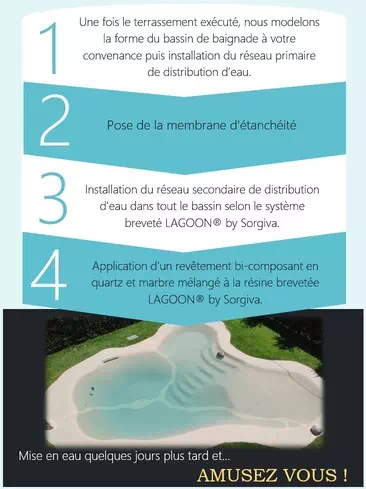 1
Une fois le terrassement exécuté, nous modelons
la forme du bassin de baignade à votre
convenance puis installation du réseau primaire
de distribution d'eau.
2
Pose de la membrane d'étanchéité
3
Installation du réseau secondaire de distribution
d'eau dans tout le bassin selon le système
breveté LAGOON® by Sorgiva.
4
Application d'un revêtement bi-composant en
quartz et marbre mélangé à la résine brevetée
LAGOON® by Sorgiva.
Mise en eau quelques jours plus tard et...
AMUSEZ VOUS !